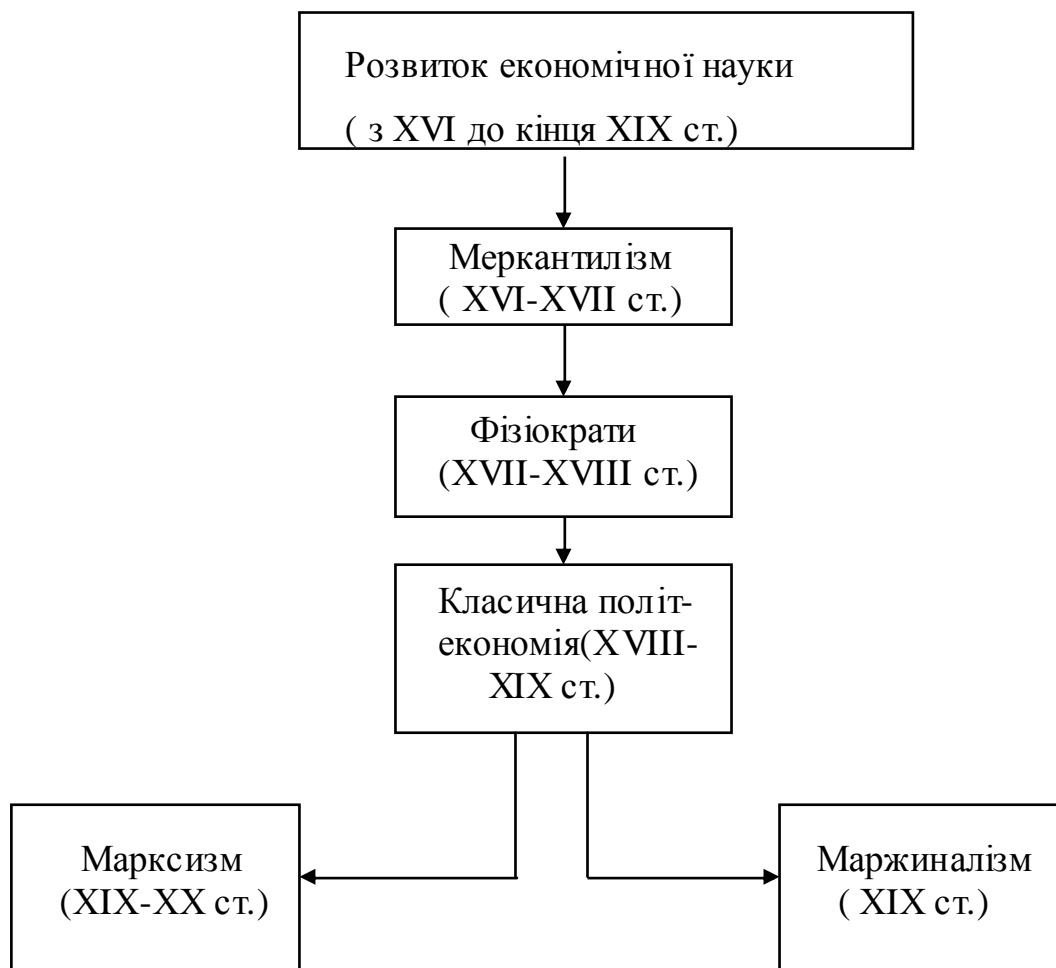 Розвиток економічної науки
( з XVI до кінця XIX ст.)
Меркантилізм
( XVI-XVII ст.)
Фізіократи
(XVII-XVIII ст.)
Класична політ-
економія(XVIII-
XIX ст.)
Марксизм
(XIX-XX ст.)
Маржиналізм
( XIX ст.)